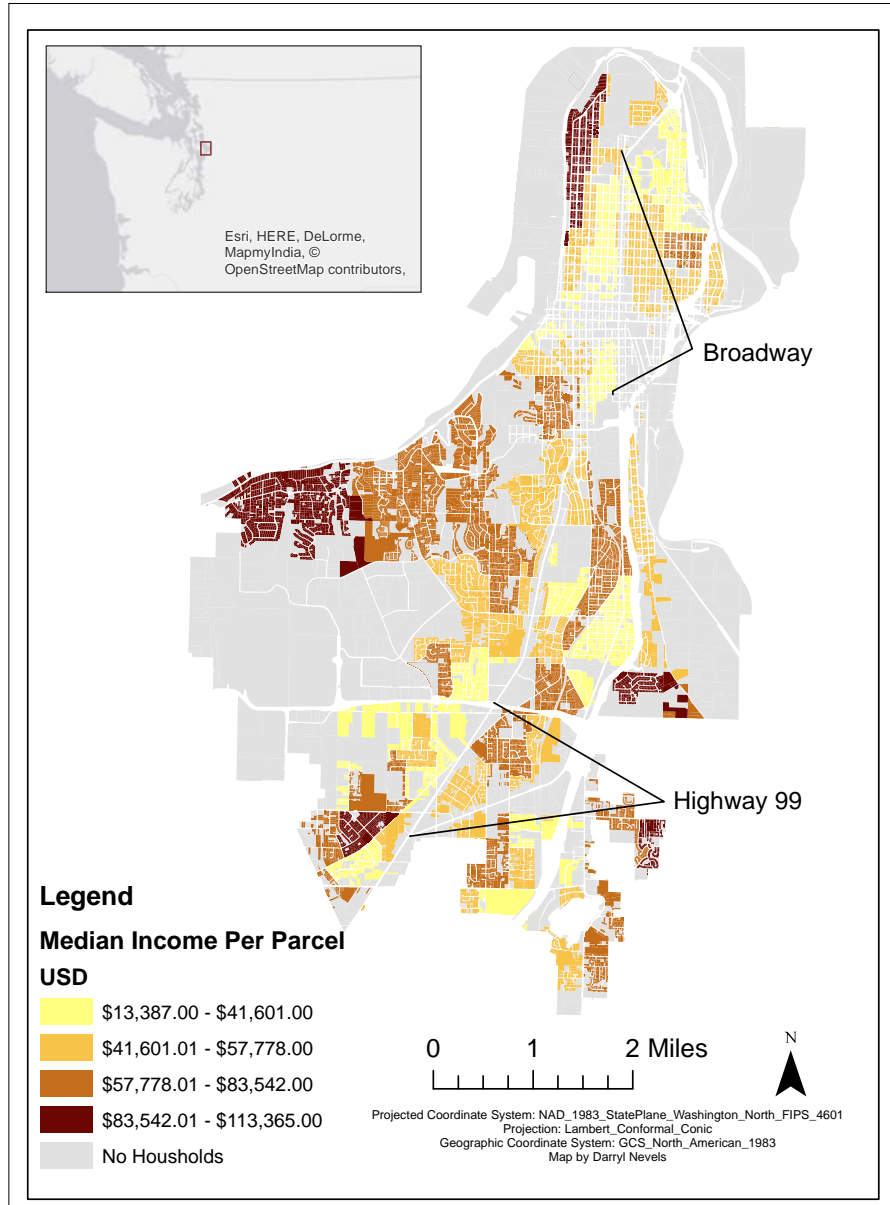 Esri, HERE, DeLorme,
MapmyIndia, ©
OpenStreetMap contributors,
Broadway
Highway 99
Legend
Median Income Per Parcel
USD
$13,387.00 - $41,601.00
$41,601.01 - $57,778.00
$57,778.01 - $83,542.00
$83,542.01 - $113,365.00
No Housholds
0 1 2 Miles
N
Projected Coordinate System: NAD_1983_StatePlane_Washington_North_FIPS_4601
Projection: Lambert_Conformal_Conic
Geographic Coordinate System: GCS_North_American_1983
Map by Darryl Nevels